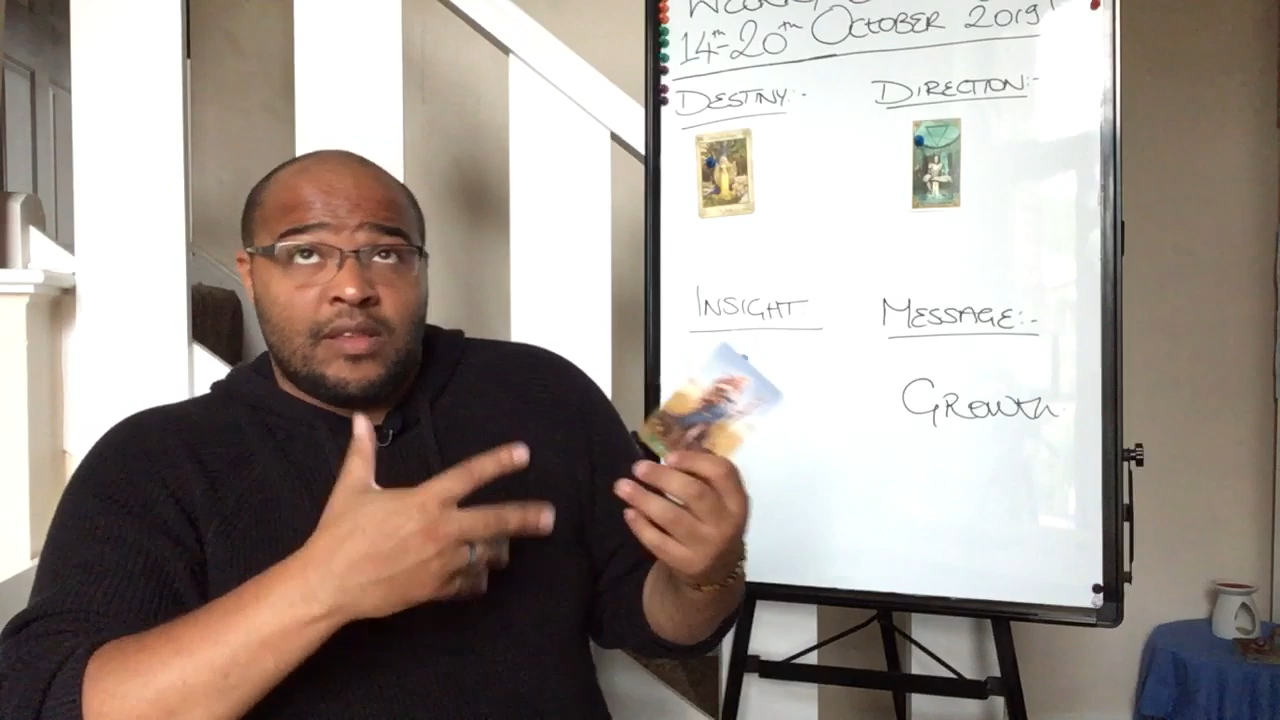 14th-20th OCTOBER 2019
DESTINY:- DIRECTION:-
INSIGHT MESSAGE:-
GROWTH